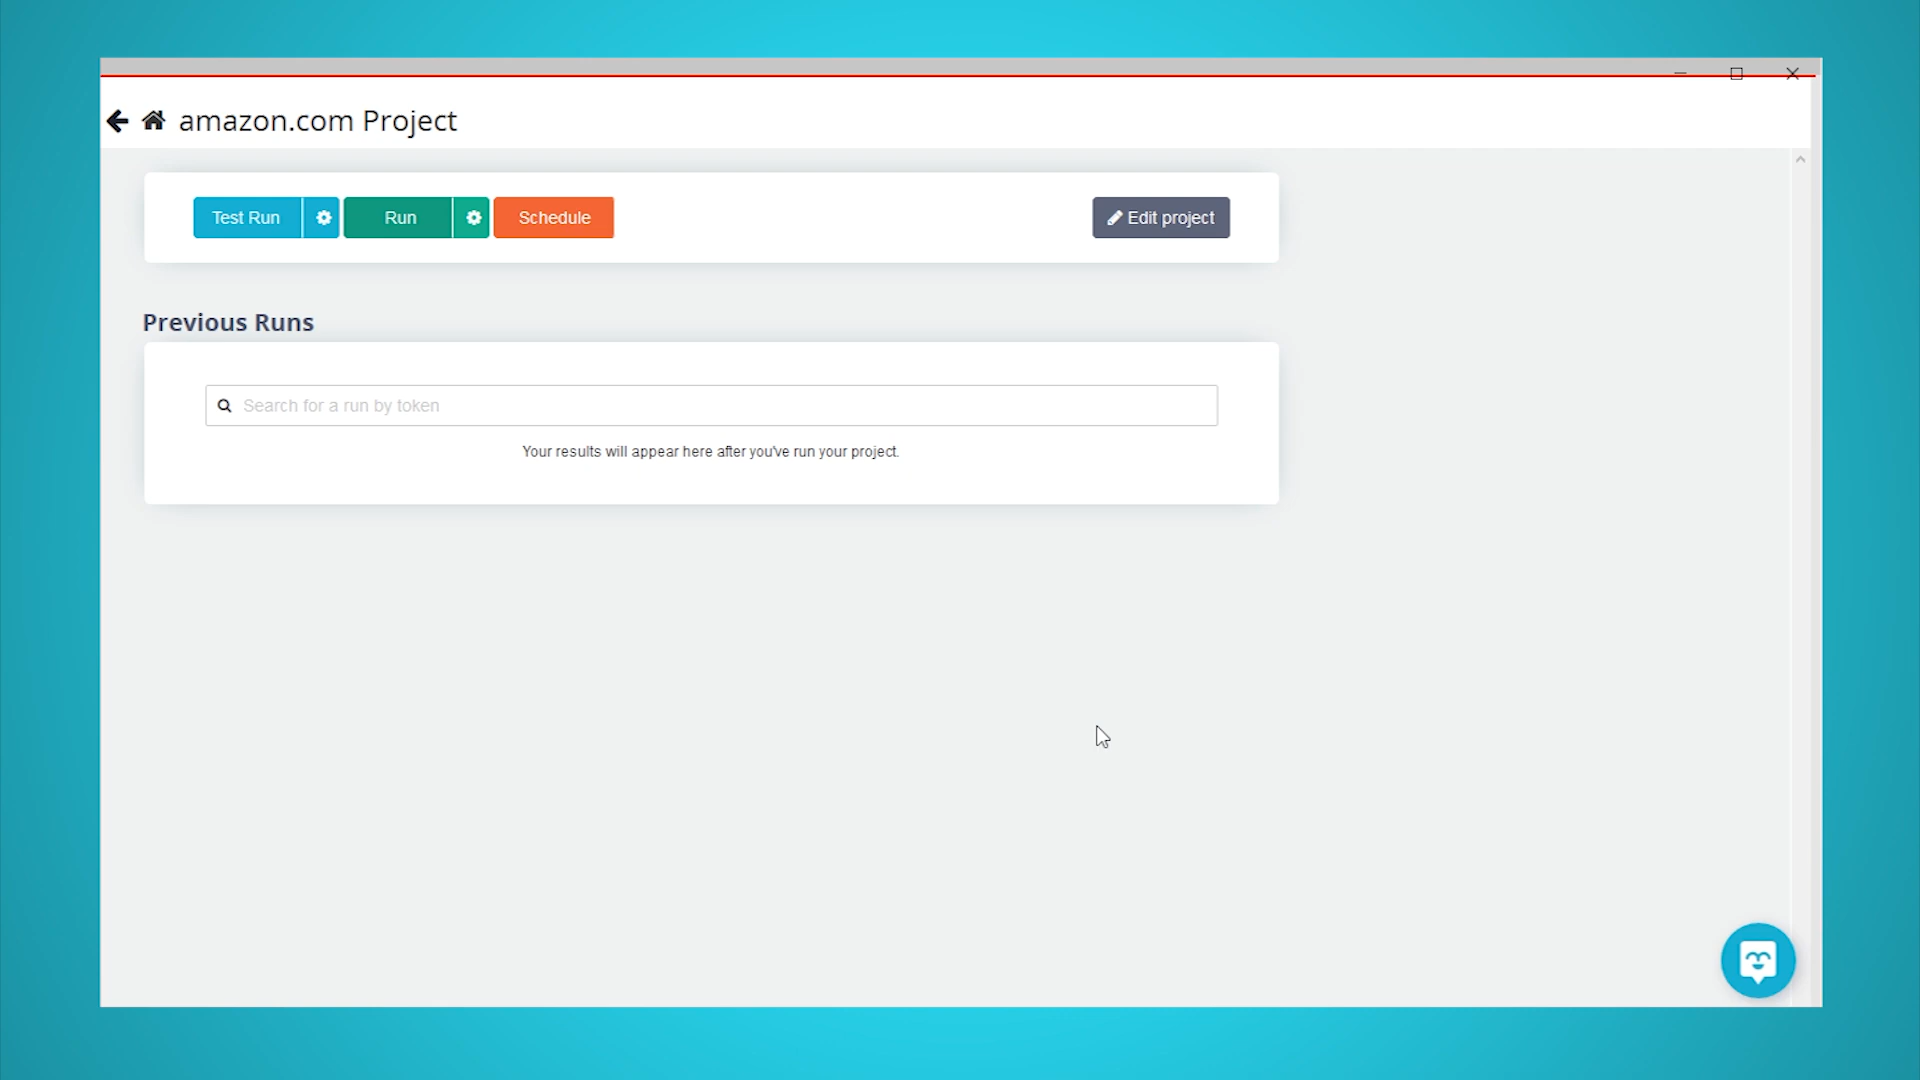 amazon.com Project
Test Run
Run
Schedule
Edit project
Previous Runs
Search for a run by token
Your results will appear here after you've run your project.